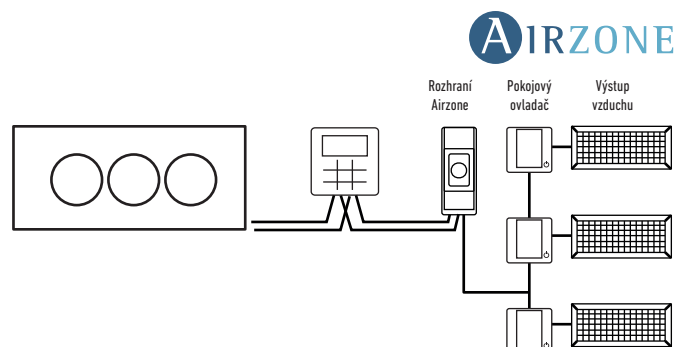 AIRZONE
Rozhraní
Airzone
Pokojový
ovladač
Výstup
vzduchu